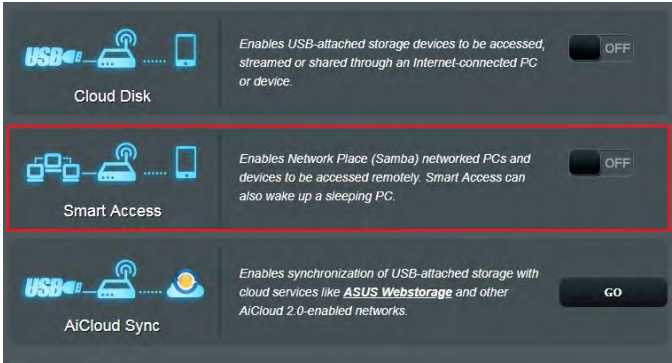 Enables USB-attached storage devices to be accessed,
streamed or shared through an Internet-connected PC
or device.
OFF
USB
Cloud Disk
Enables Network Place (Samba) networked PCs and
devices to be accessed remotely. Smart Access can
also wake up a sleeping PC.
OFF
Smart Access
Enables synchronization of USB-attached storage with
cloud services like ASUS Webstorage and other
AiCloud 2.0-enabled networks.
GO
USB
AiCloud Sync